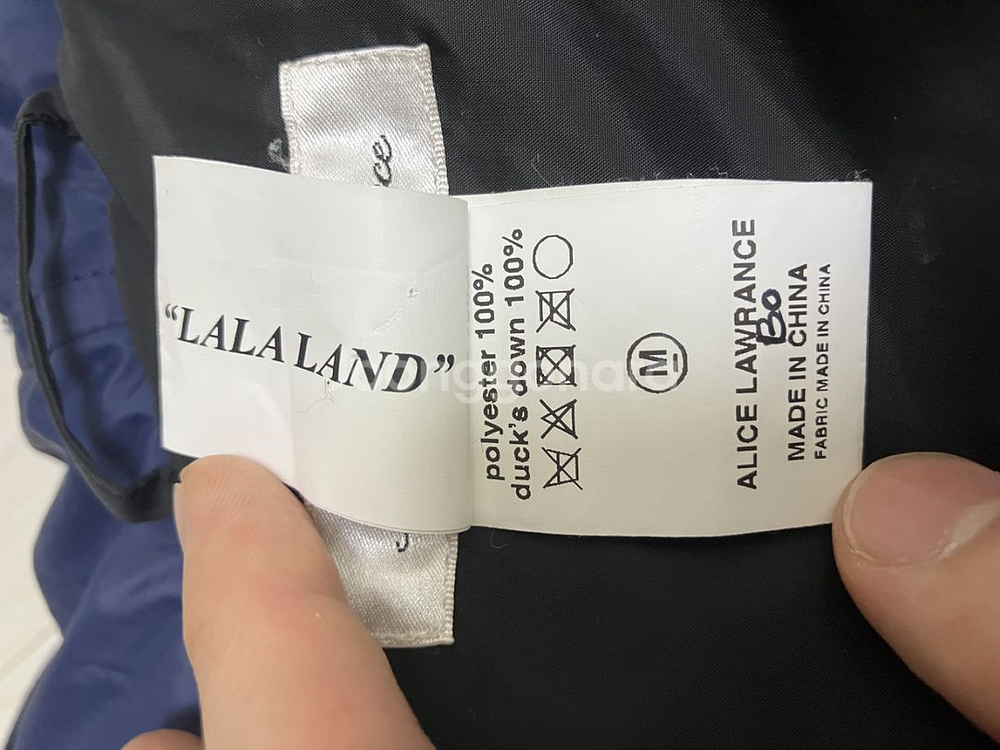 “LALA LAND”
polyester 100%
duck’s down 100%
M
ALICE LAWRANCE
Bo
MADE IN CHINA
FABRIC MADE IN CHINA